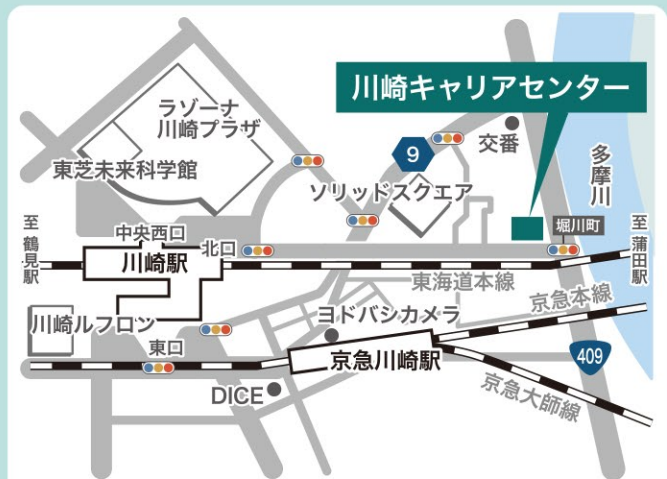 川崎キャリアセンター
ラゾーナ
川崎プラザ
東芝未来科学館
9
交番
ソリッドスクエア
多摩川
堀川町
至 鶴見駅
至 蒲田駅
中央西口
北口
川崎駅
東海道本線
京急本線
川崎ルフロン
ヨドバシカメラ
東口
京急川崎駅
409
DICE
京急大師線